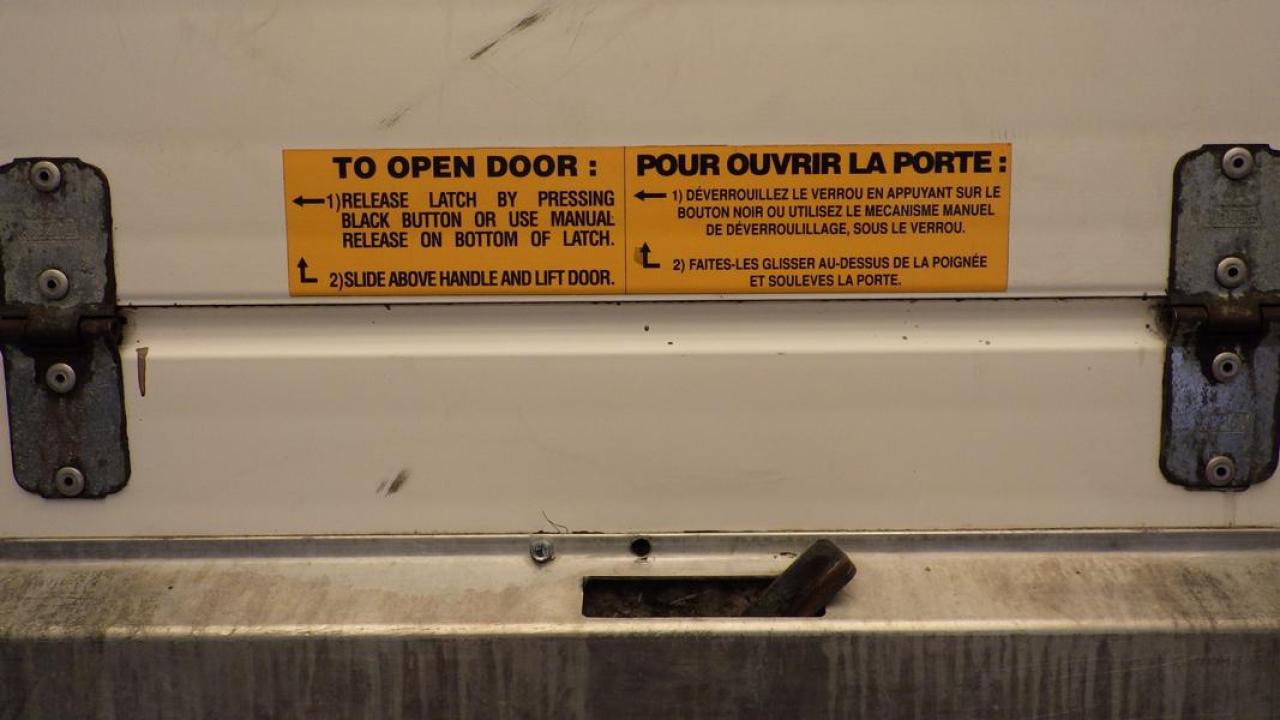 TO OPEN DOOR :
1) RELEASE LATCH BY PRESSING
BLACK BUTTON OR USE MANUAL
RELEASE ON BOTTOM OF LATCH.
2) SLIDE ABOVE HANDLE AND LIFT DOOR.
POUR OUVRIR LA PORTE :
1) DÉVERROUILLEZ LE VERROU EN APPUYANT SUR LE
BOUTON NOIR OU UTILISEZ LE MECANISME MANUEL
DE DÉVERROULILLAGE, SOUS LE VERROU.
2) FAITES-LES GLISSER AU-DESSUS DE LA POIGNÉE
ET SOULEVES LA PORTE.